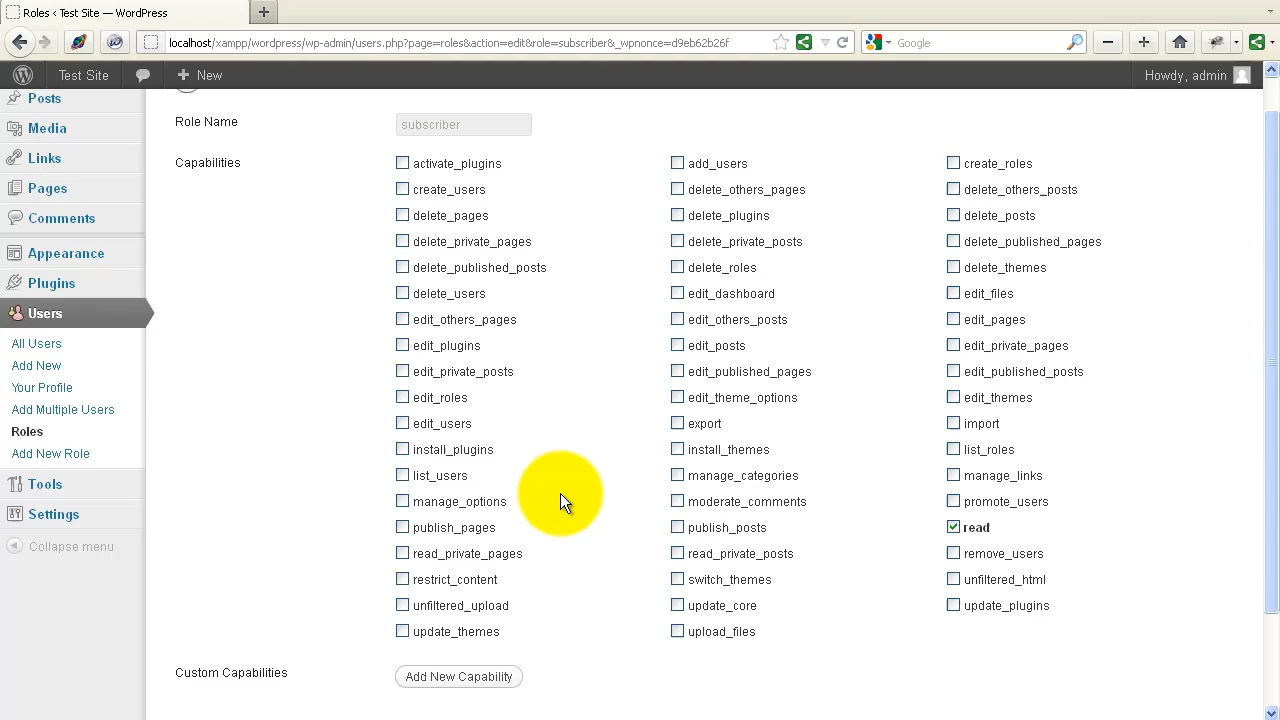 Roles ‹ Test Site — WordPress
localhost/xampp/wordpress/wp-admin/users.php?page=roles&action=edit&role=subscriber&_wpnonce=d9eb62b26f
Google
Test Site
New
Howdy, admin
Posts
Media
Links
Pages
Comments
Appearance
Plugins
Users
All Users
Add New
Your Profile
Add Multiple Users
Roles
Add New Role
Tools
Settings
Collapse menu
Role Name
subscriber
Capabilities
activate_plugins add_users create_roles
create_users delete_others_pages delete_others_posts
delete_pages delete_plugins delete_posts
delete_private_pages delete_private_posts delete_published_pages
delete_published_posts delete_roles delete_themes
delete_users edit_dashboard edit_files
edit_others_pages edit_others_posts edit_pages
edit_plugins edit_posts edit_private_pages
edit_private_posts edit_published_pages edit_published_posts
edit_roles edit_theme_options edit_themes
edit_users export import
install_plugins install_themes list_roles
list_users manage_categories manage_links
manage_options moderate_comments promote_users
publish_pages publish_posts read
read_private_pages read_private_posts remove_users
restrict_content switch_themes unfiltered_html
unfiltered_upload update_core update_plugins
update_themes upload_files
Custom Capabilities
Add New Capability